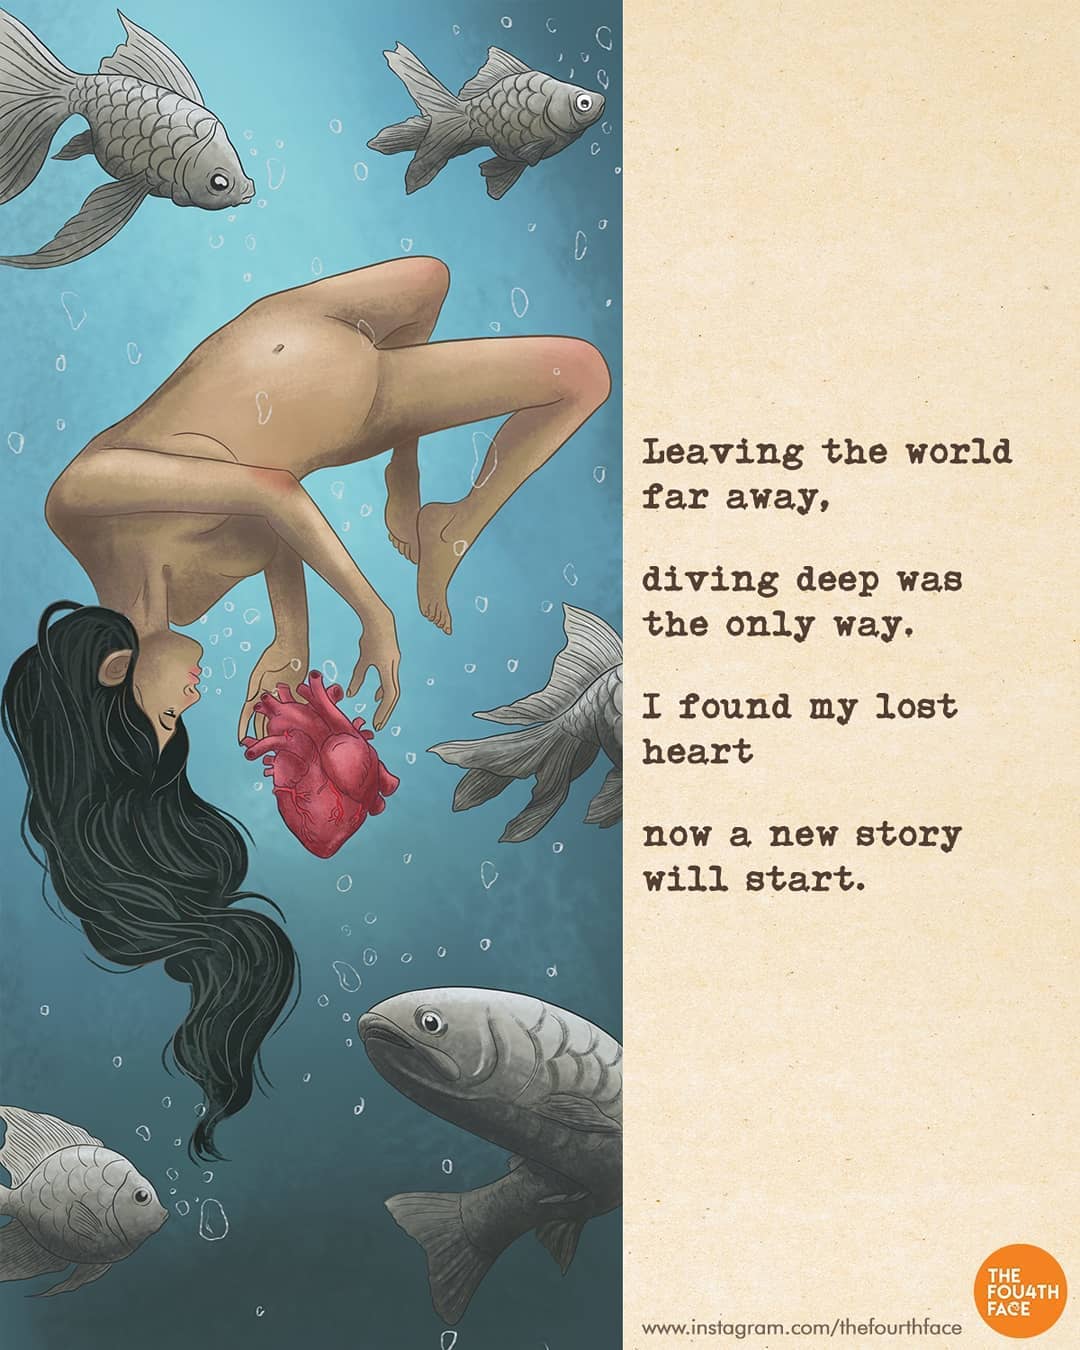 Leaving the world
far away,
diving deep was
the only way.
I found my lost
heart
now a new story
will start.
THE
FOU4TH
FACE
www.instagram.com/thefourthface